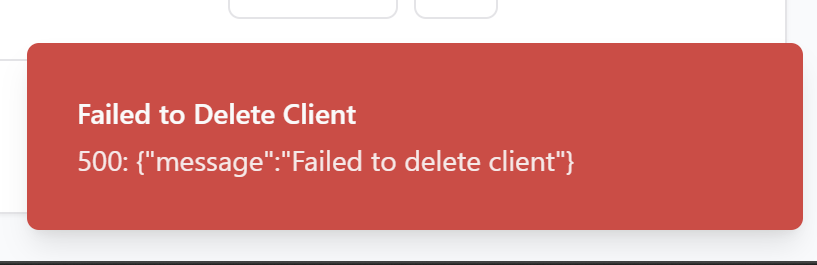 Failed to Delete Client
500: {"message":"Failed to delete client"}